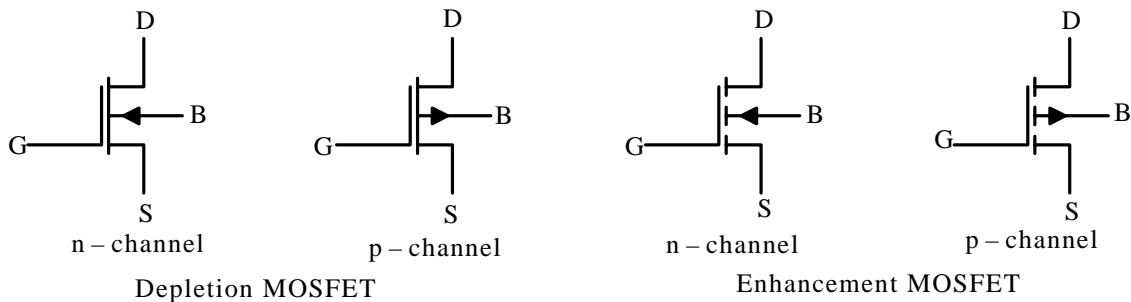 D D D D
B B B B
G G G G
S S S S
n – channel p – channel n – channel p – channel
Depletion MOSFET Enhancement MOSFET